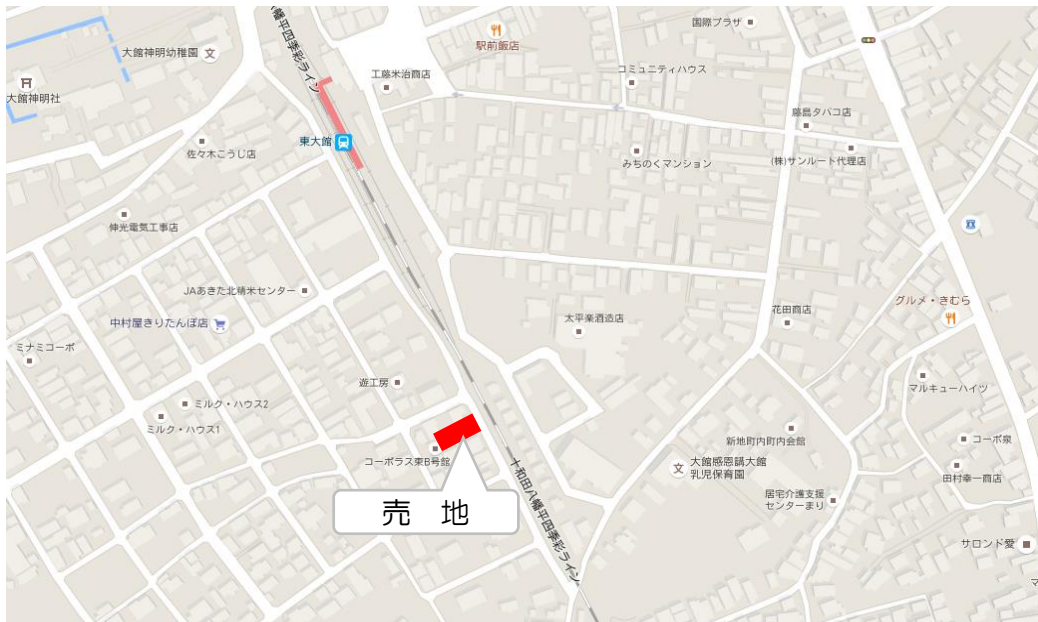 八幡平四季彩ライン
国際プラザ
大館神明幼稚園
駅前飯店
工藤米治商店
コミュニティハウス
大館神明社
藤島タバコ店
東大館
佐々木こうじ店
みちのくマンション
(株)サンルート代理店
伸光電気工事店
JAあきた北精米センター
グルメ・きむら
中村屋きりたんぽ店
太平楽酒造店
花田商店
ミナミコーポ
遊工房
マルキューハイツ
ミルク・ハウス2
ミルク・ハウス1
新地町内町内会館
コーポ泉
コーポラス東B号館
大館感恩講大館
乳児保育園
田村幸一商店
十和田八幡平四季彩ライン
居宅介護支援
センターまり
売 地
サロンド愛
マ